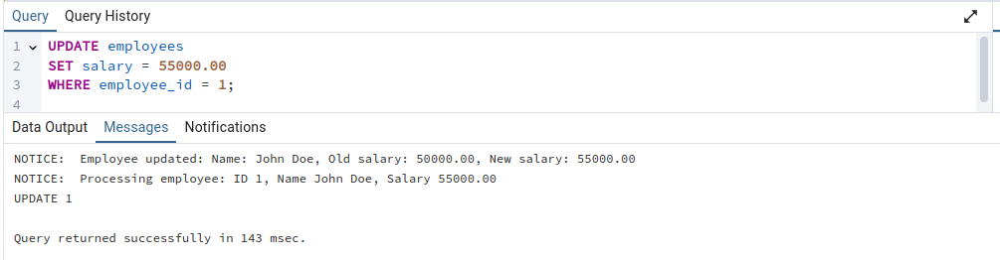 Query Query History
1 UPDATE employees
2 SET salary = 55000.00
3 WHERE employee_id = 1;
4
Data Output Messages Notifications
NOTICE:  Employee updated: Name: John Doe, Old salary: 50000.00, New salary: 55000.00
NOTICE:  Processing employee: ID 1, Name John Doe, Salary 55000.00
UPDATE 1
Query returned successfully in 143 msec.